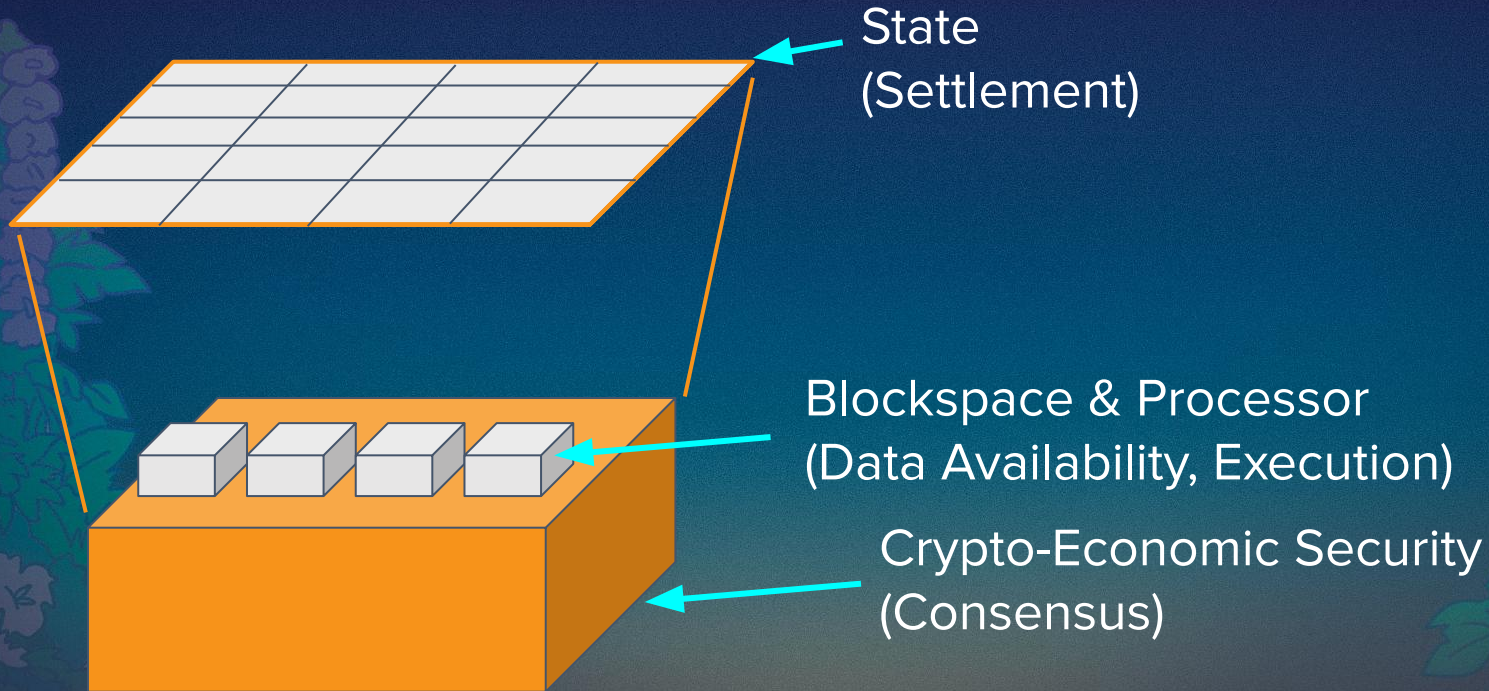 State
(Settlement)
Blockspace & Processor
(Data Availability, Execution)
Crypto-Economic Security
(Consensus)